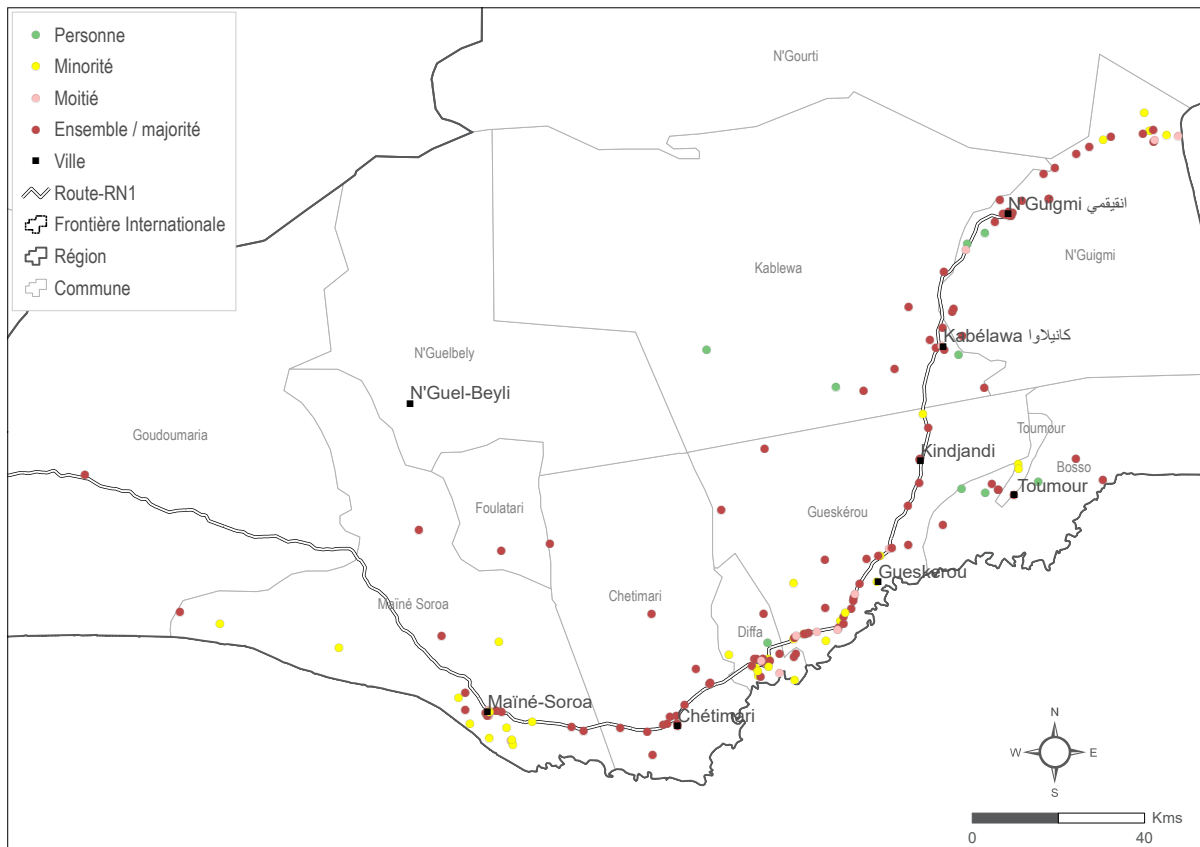 Personne
Minorité
Moitié
Ensemble / majorité
Ville
Route-RN1
Frontière Internationale
Région
Commune
N'Gourti
N'Guigmi انقيقمي
N'Guigmi
Kablewa
Kabélawa كانيلاوا
N'Guelbely
N'Guel-Beyli
Goudoumaria
Toumour
Kindjandi
Bosso
Toumour
Foulatari
Gueskérou
Gueskerou
Chetimari
Maïné Soroa
Diffa
Maïné-Soroa
Chétimari
N
W
E
S
Kms
0
40